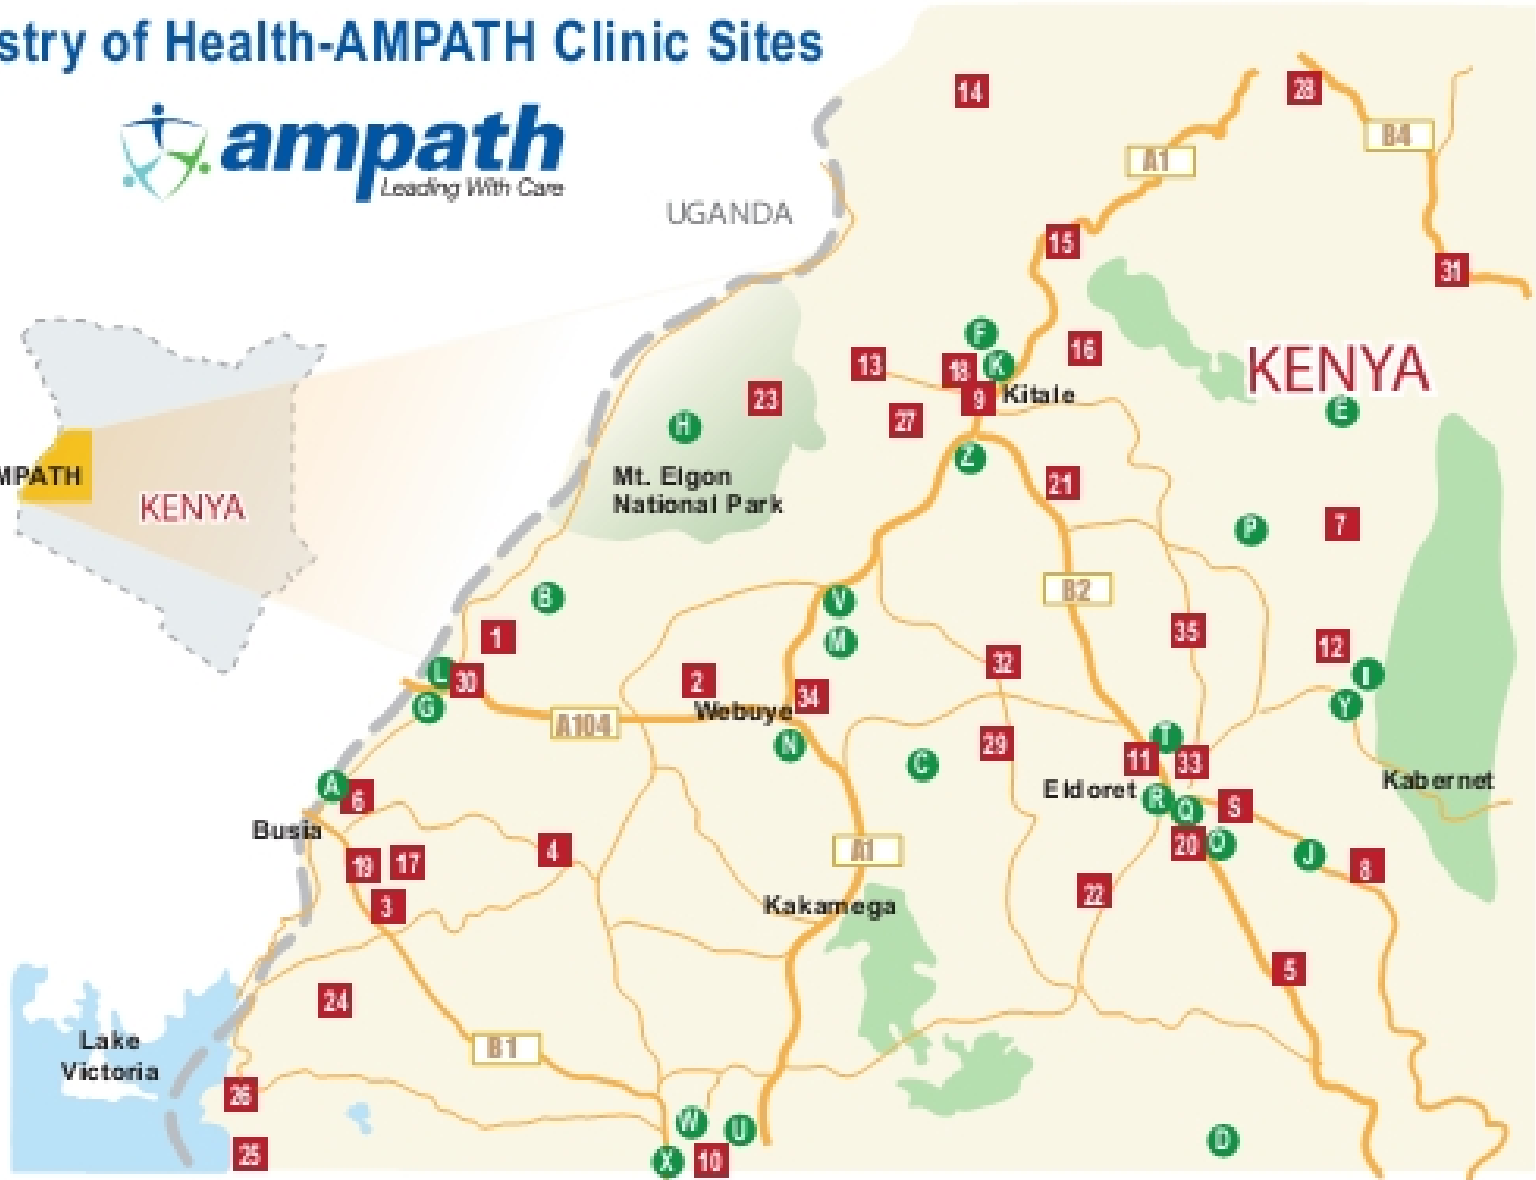 stry of Health-AMPATH Clinic Sites
ampath
Leading With Care
UGANDA
14
28
B4
A1
15
31
F
16
13
18
K
KENYA
9
Kitale
23
27
E
H
Z
Mt. Elgon
National Park
21
MPATH
KENYA
P
7
B2
B
V
M
1
35
12
32
L
30
2
34
I
G
Webuye
Y
A104
N
T
29
11
33
C
A
6
Eldoret
R
Q
S
Kabernet
Busia
4
A1
20
O
J
19
17
8
3
22
Kakamega
5
24
Lake
Victoria
B1
26
W
U
D
25
X
10